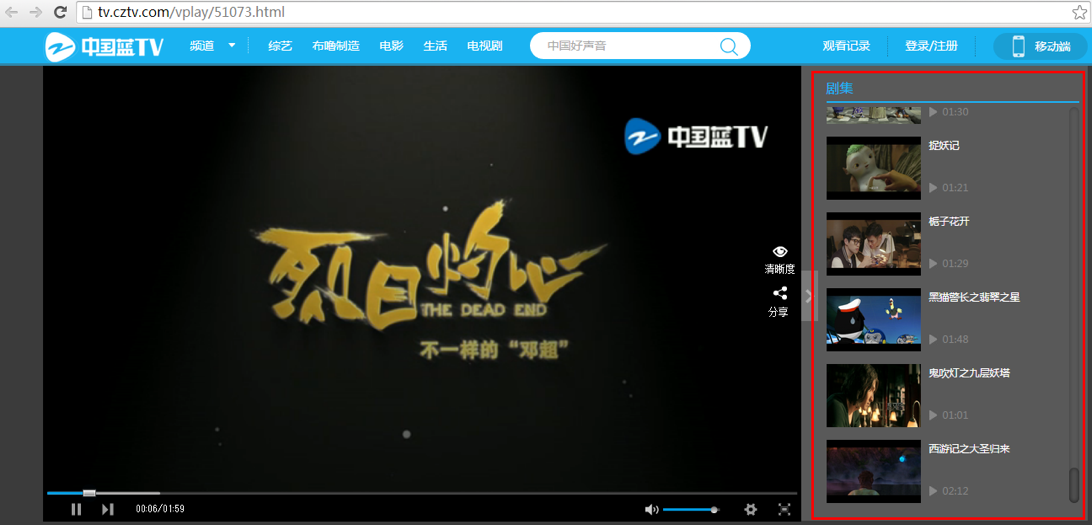 tv.cztv.com/vplay/51073.html
中国蓝TV 频道 综艺 布噜制造 电影 生活 电视剧 中国好声音 观看记录 登录/注册 移动端
中国蓝TV
烈日灼心
THE DEAD END
不一样的“邓超”
清晰度
分享
00:06/01:59
剧集
01:30
捉妖记
01:21
栀子花开
01:29
黑猫警长之翡翠之星
01:48
鬼吹灯之九层妖塔
01:01
西游记之大圣归来
02:12